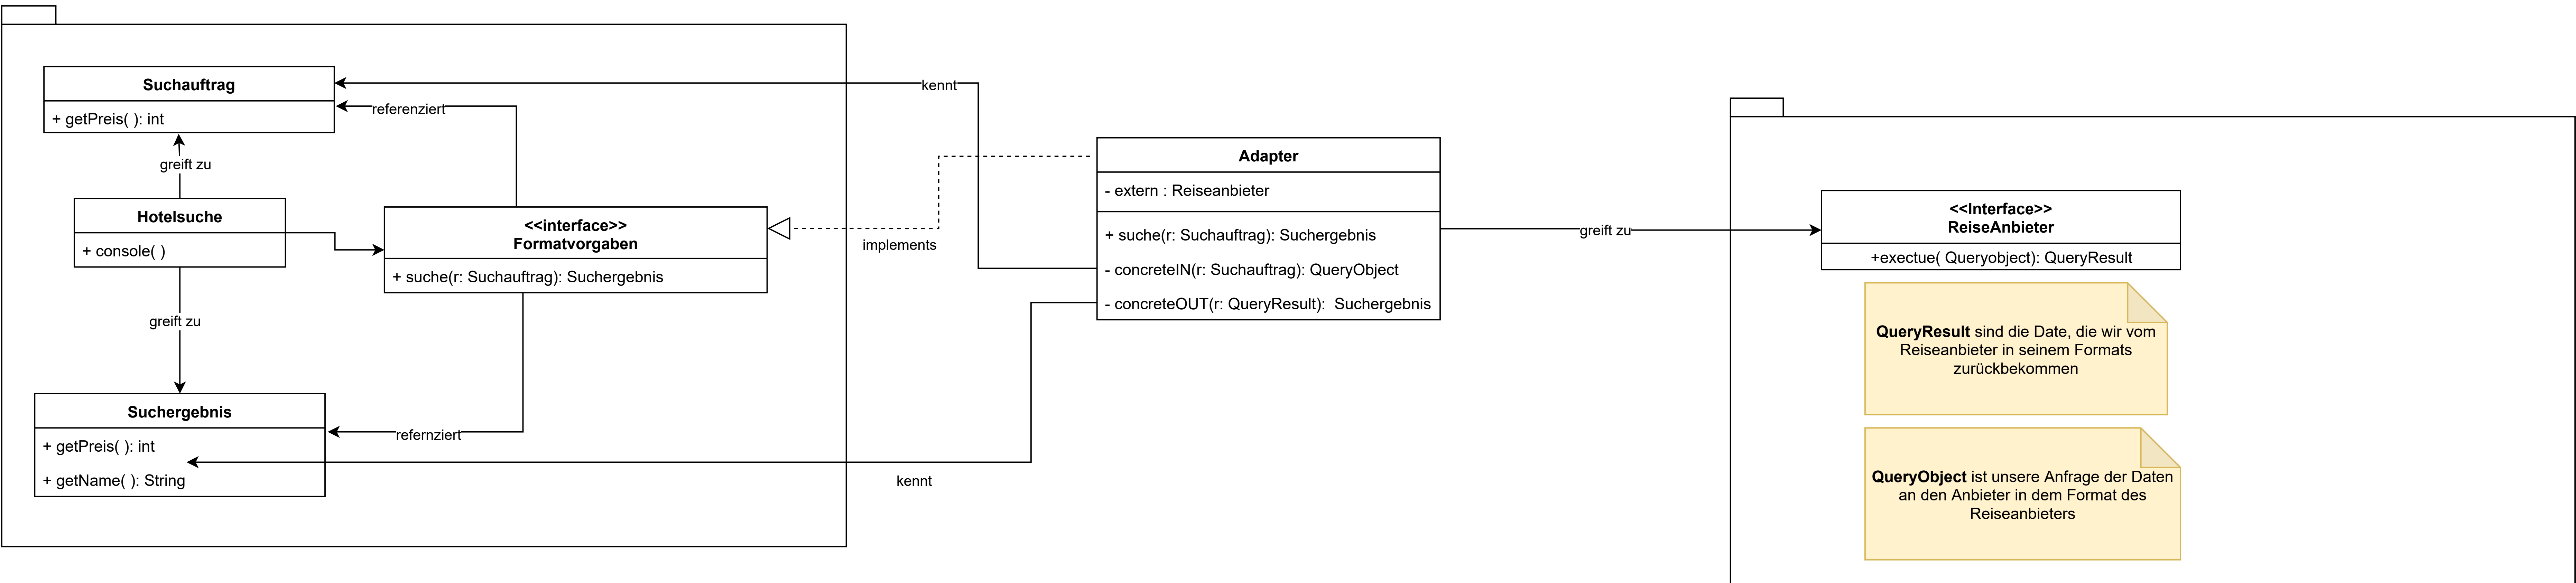 Suchauftrag
+ getPreis( ): int
greift zu
Hotelsuche
+ console( )
greift zu
Suchergebnis
+ getPreis( ): int
+ getName( ): String
referenziert
<<interface>>
Formatvorgaben
+ suche(r: Suchauftrag): Suchergebnis
refernziert
kennt
implements
kennt
Adapter
- extern : Reiseanbieter
+ suche(r: Suchauftrag): Suchergebnis
- concreteIN(r: Suchauftrag): QueryObject
- concreteOUT(r: QueryResult):  Suchergebnis
greift zu
<<Interface>>
ReiseAnbieter
+exectue( Queryobject): QueryResult
QueryResult sind die Date, die wir vom
Reiseanbieter in seinem Formats
zurückbekommen
QueryObject ist unsere Anfrage der Daten
an den Anbieter in dem Format des
Reiseanbieters